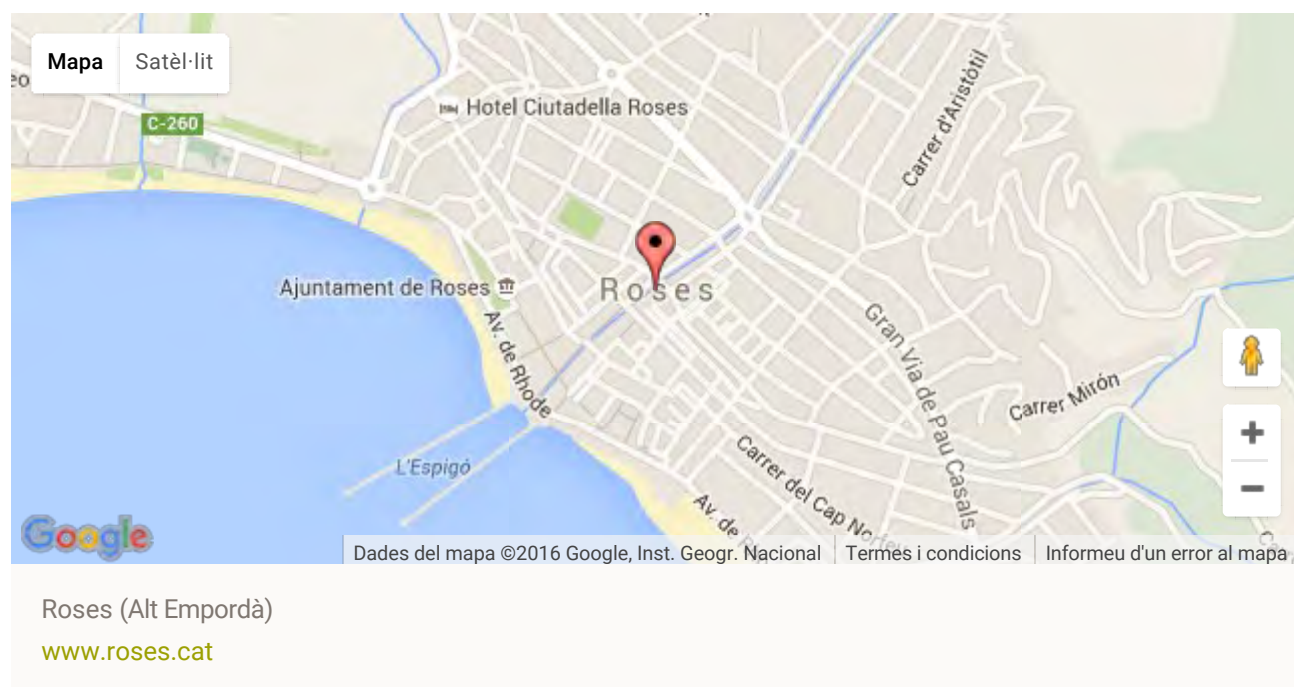 Mapa
Satèl·lit
eo
C-260
Hotel Ciutadella Roses
Carrer d'Aristòtil
Ajuntament de Roses
Roses
Av. de Rhode
Gran Via de Pau Casals
Carrer Mirón
L'Espigó
Carrer del Cap Norfeu
Av. de
Google
Dades del mapa ©2016 Google, Inst. Geogr. Nacional
Termes i condicions
Informeu d'un error al mapa
Roses (Alt Empordà)
www.roses.cat